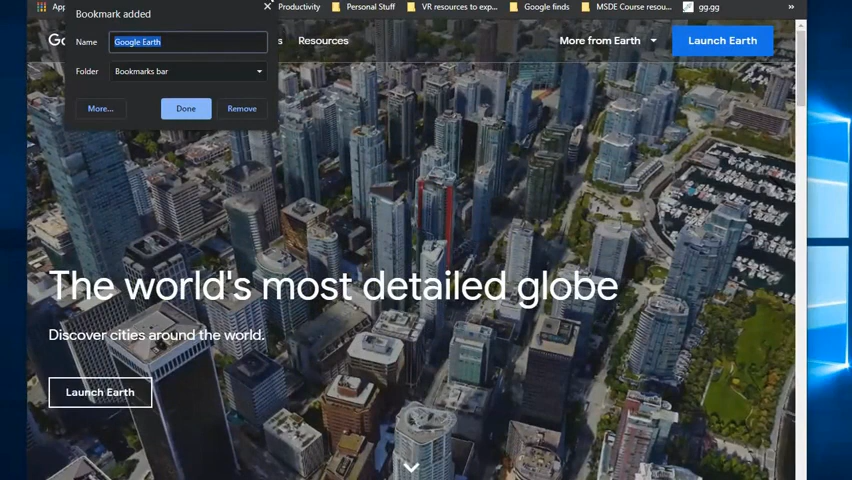 Bookmark added
Name Google Earth
Folder Bookmarks bar
More... Done Remove
Productivity Personal Stuff VR resources to exp... Google finds MSDE Course resou... gg.gg »
Resources More from Earth Launch Earth
The world's most detailed globe
Discover cities around the world.
Launch Earth